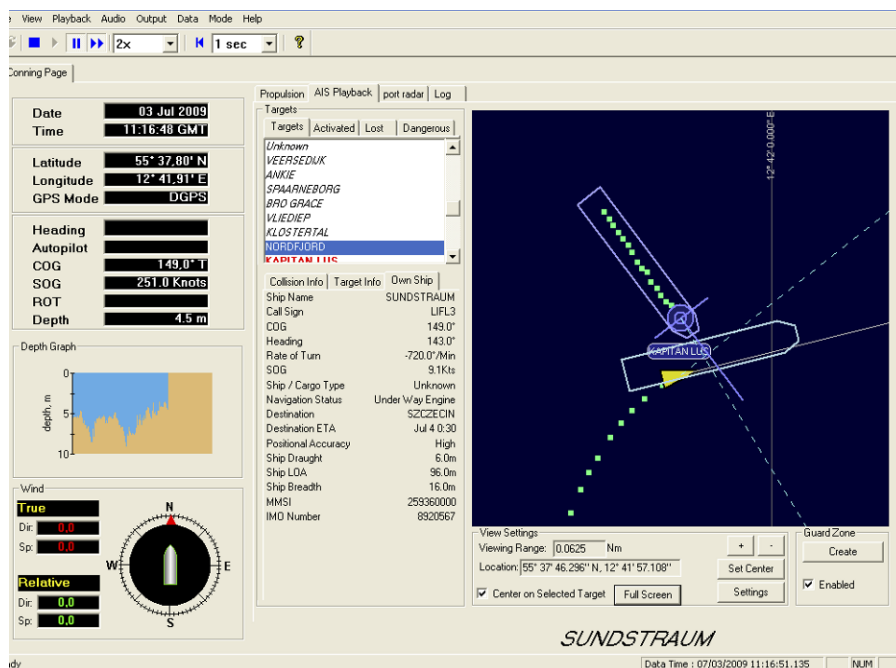 View Playback Audio Output Data Mode Help
2x 1 sec ?
Conning Page
Propulsion AIS Playback port radar Log
Date 03 Jul 2009
Time 11:16:48 GMT
Latitude 55° 37,80' N
Longitude 12° 41,91' E
GPS Mode DGPS
Heading
Autopilot
COG 149,0° T
SOG 251.0 Knots
ROT
Depth 4.5 m
Depth Graph
depth, m
0
5
10
Wind
True
Dir: 0,0
Sp: 0,0
Relative
Dir: 0,0
Sp: 0,0
N
W E
S
Targets
Targets Activated Lost Dangerous
Unknown
VEERSEDIJK
ANKIE
SPAARNEBORG
BRO GRACE
VLIEDIEP
KLOSTERTAL
NORDFJORD
KAPITAN LUS
Collision Info Target Info Own Ship
Ship Name SUNDSTRAUM
Call Sign LIFL3
COG 149.0°
Heading 143.0°
Rate of Turn -720.0°/Min
SOG 9.1Kts
Ship / Cargo Type Unknown
Navigation Status Under Way Engine
Destination SZCZECIN
Destination ETA Jul 4 0:30
Positional Accuracy High
Ship Draught 6.0m
Ship LOA 96.0m
Ship Breadth 16.0m
MMSI 259360000
IMO Number 8920567
12° 42.0.000' E
KAPITAN LUS
View Settings
Viewing Range: 0.0625 Nm
Location: 55° 37' 46.296'' N, 12° 41' 57.108''
Center on Selected Target Full Screen
+ -
Set Center
Settings
Guard Zone
Create
Enabled
SUNDSTRAUM
Data Time : 07/03/2009 11:16:51.135 NUM